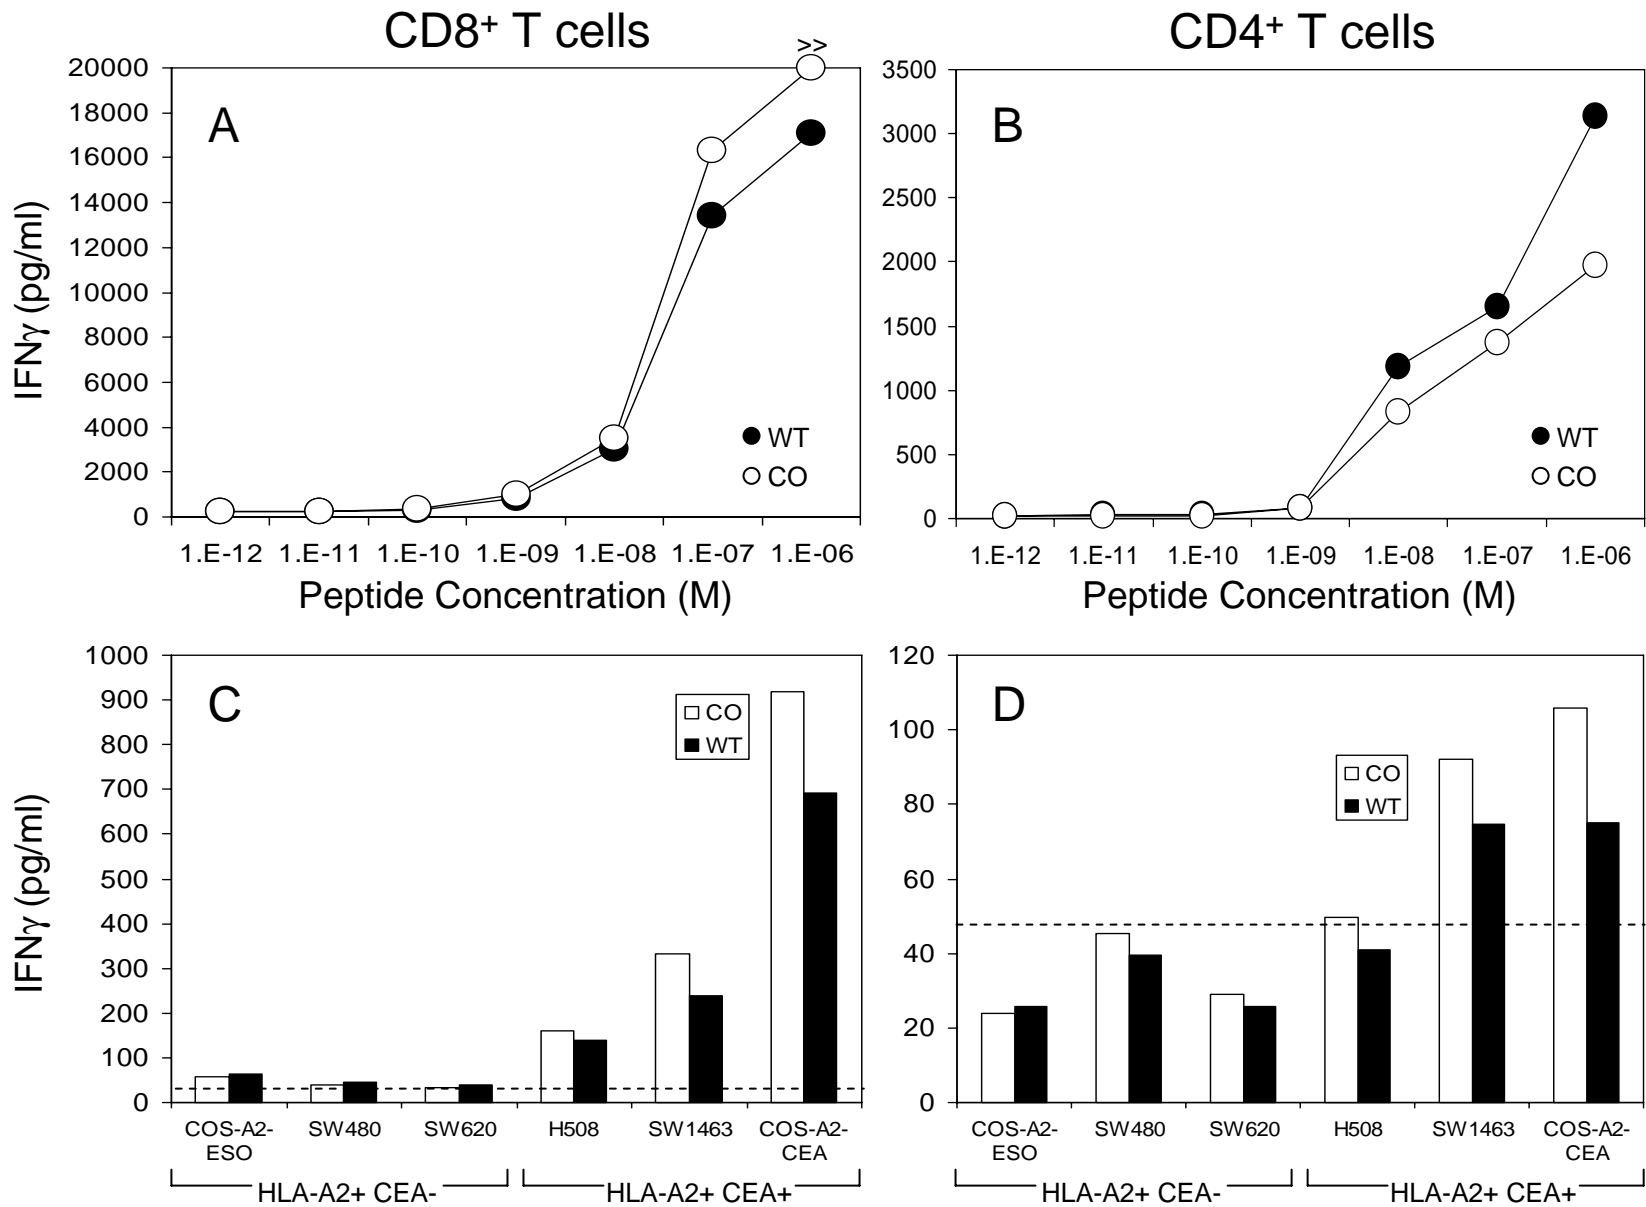 CD8+ T cells
CD4+ T cells
>>
20000
18000
16000
14000
12000
10000
8000
6000
4000
2000
0
IFNγ (pg/ml)
A
WT
CO
1.E-12 1.E-11 1.E-10 1.E-09 1.E-08 1.E-07 1.E-06
Peptide Concentration (M)
3500
3000
2500
2000
1500
1000
500
0
B
WT
CO
1.E-12 1.E-11 1.E-10 1.E-09 1.E-08 1.E-07 1.E-06
Peptide Concentration (M)
1000
900
800
700
600
500
400
300
200
100
0
IFNγ (pg/ml)
C
CO
WT
COS-A2- SW480 SW620 H508 SW1463 COS-A2-
ESO CEA
HLA-A2+ CEA- HLA-A2+ CEA+
120
100
80
60
40
20
0
D
CO
WT
COS-A2- SW480 SW620 H508 SW1463 COS-A2-
ESO CEA
HLA-A2+ CEA- HLA-A2+ CEA+